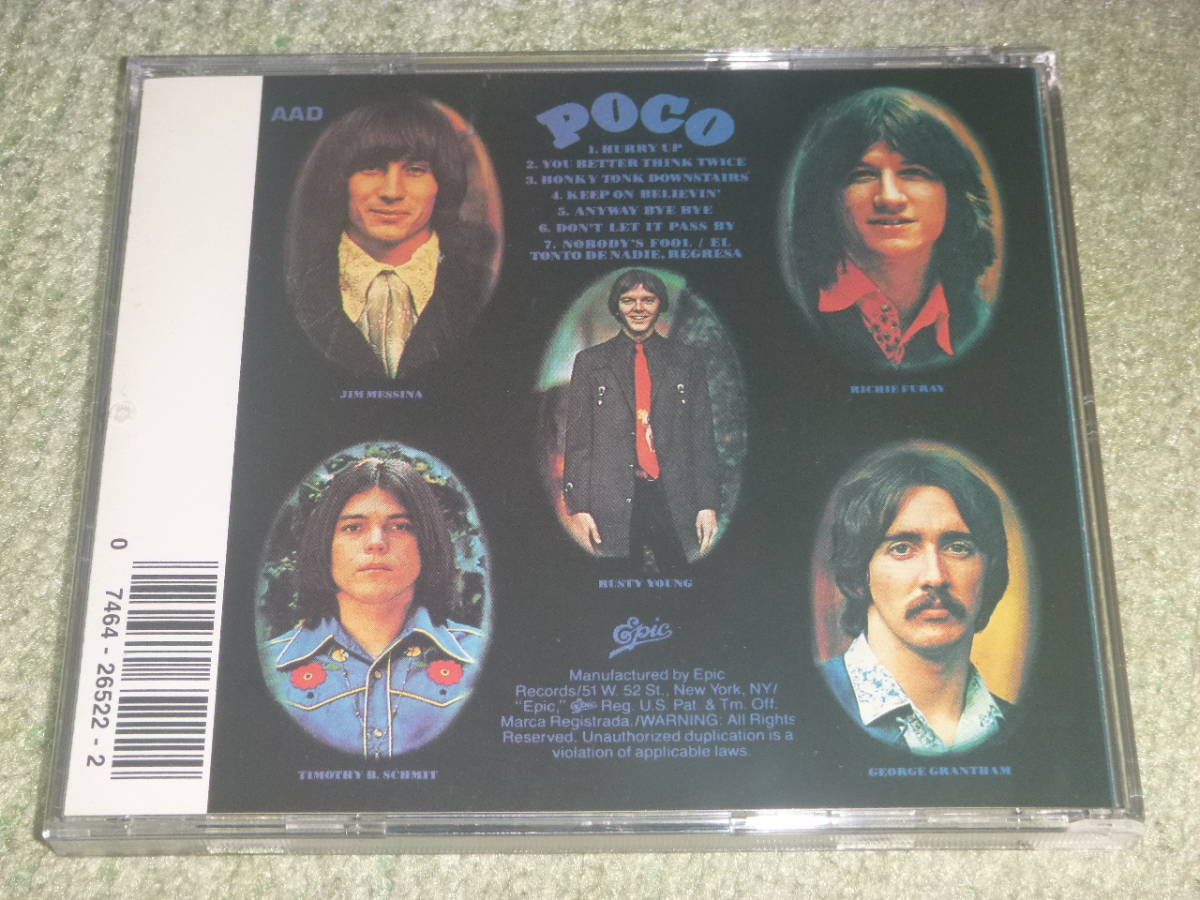 AAD
POCO
1. HURRY UP
2. YOU BETTER THINK TWICE
3. HONKY TONK DOWNSTAIRS
4. KEEP ON BELIEVIN'
5. ANYWAY BYE BYE
6. DON'T LET IT PASS BY
7. NOBODY'S FOOL / EL
TONTO DE NADIE, REGRESA
JIM MESSINA
RICHIE FURAY
RUSTY YOUNG
TIMOTHY B. SCHMIT
GEORGE GRANTHAM
Epic
Manufactured by Epic
Records/51 W. 52 St., New York, NY/
"Epic," Epic Reg. U.S. Pat. & Tm. Off.
Marca Registrada./WARNING: All Rights
Reserved. Unauthorized duplication is a
violation of applicable laws.
0 7464-26522-2